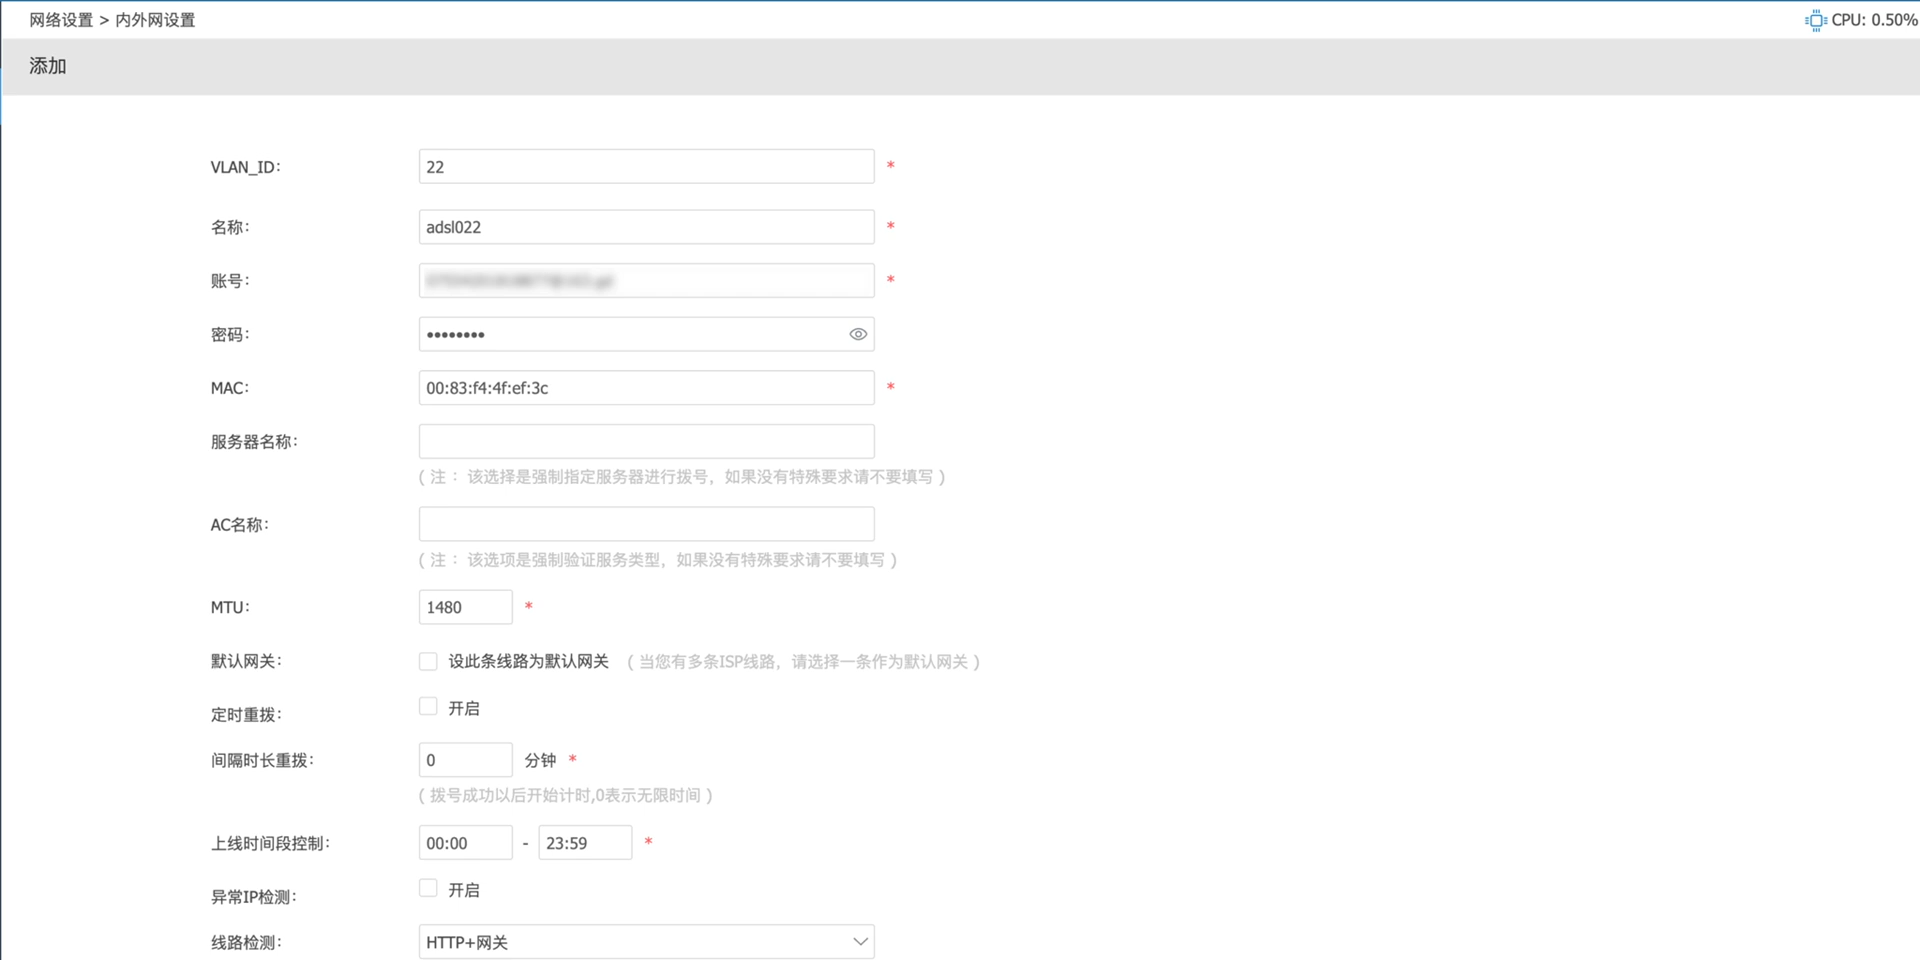 网络设置 > 内外网设置
CPU: 0.50%
添加
VLAN_ID: 22 *
名称: adsl022 *
账号: *
密码: ••••••••
MAC: 00:83:f4:4f:ef:3c *
服务器名称:
( 注 : 该选择是强制指定服务器进行拨号，如果没有特殊要求请不要填写 )
AC名称:
( 注 : 该选项是强制验证服务类型，如果没有特殊要求请不要填写 )
MTU: 1480 *
默认网关: 设此条线路为默认网关 ( 当您有多条ISP线路，请选择一条作为默认网关 )
定时重拨: 开启
间隔时长重拨: 0 分钟 *
( 拨号成功以后开始计时,0表示无限时间 )
上线时间段控制: 00:00 - 23:59 *
异常IP检测: 开启
线路检测: HTTP+网关